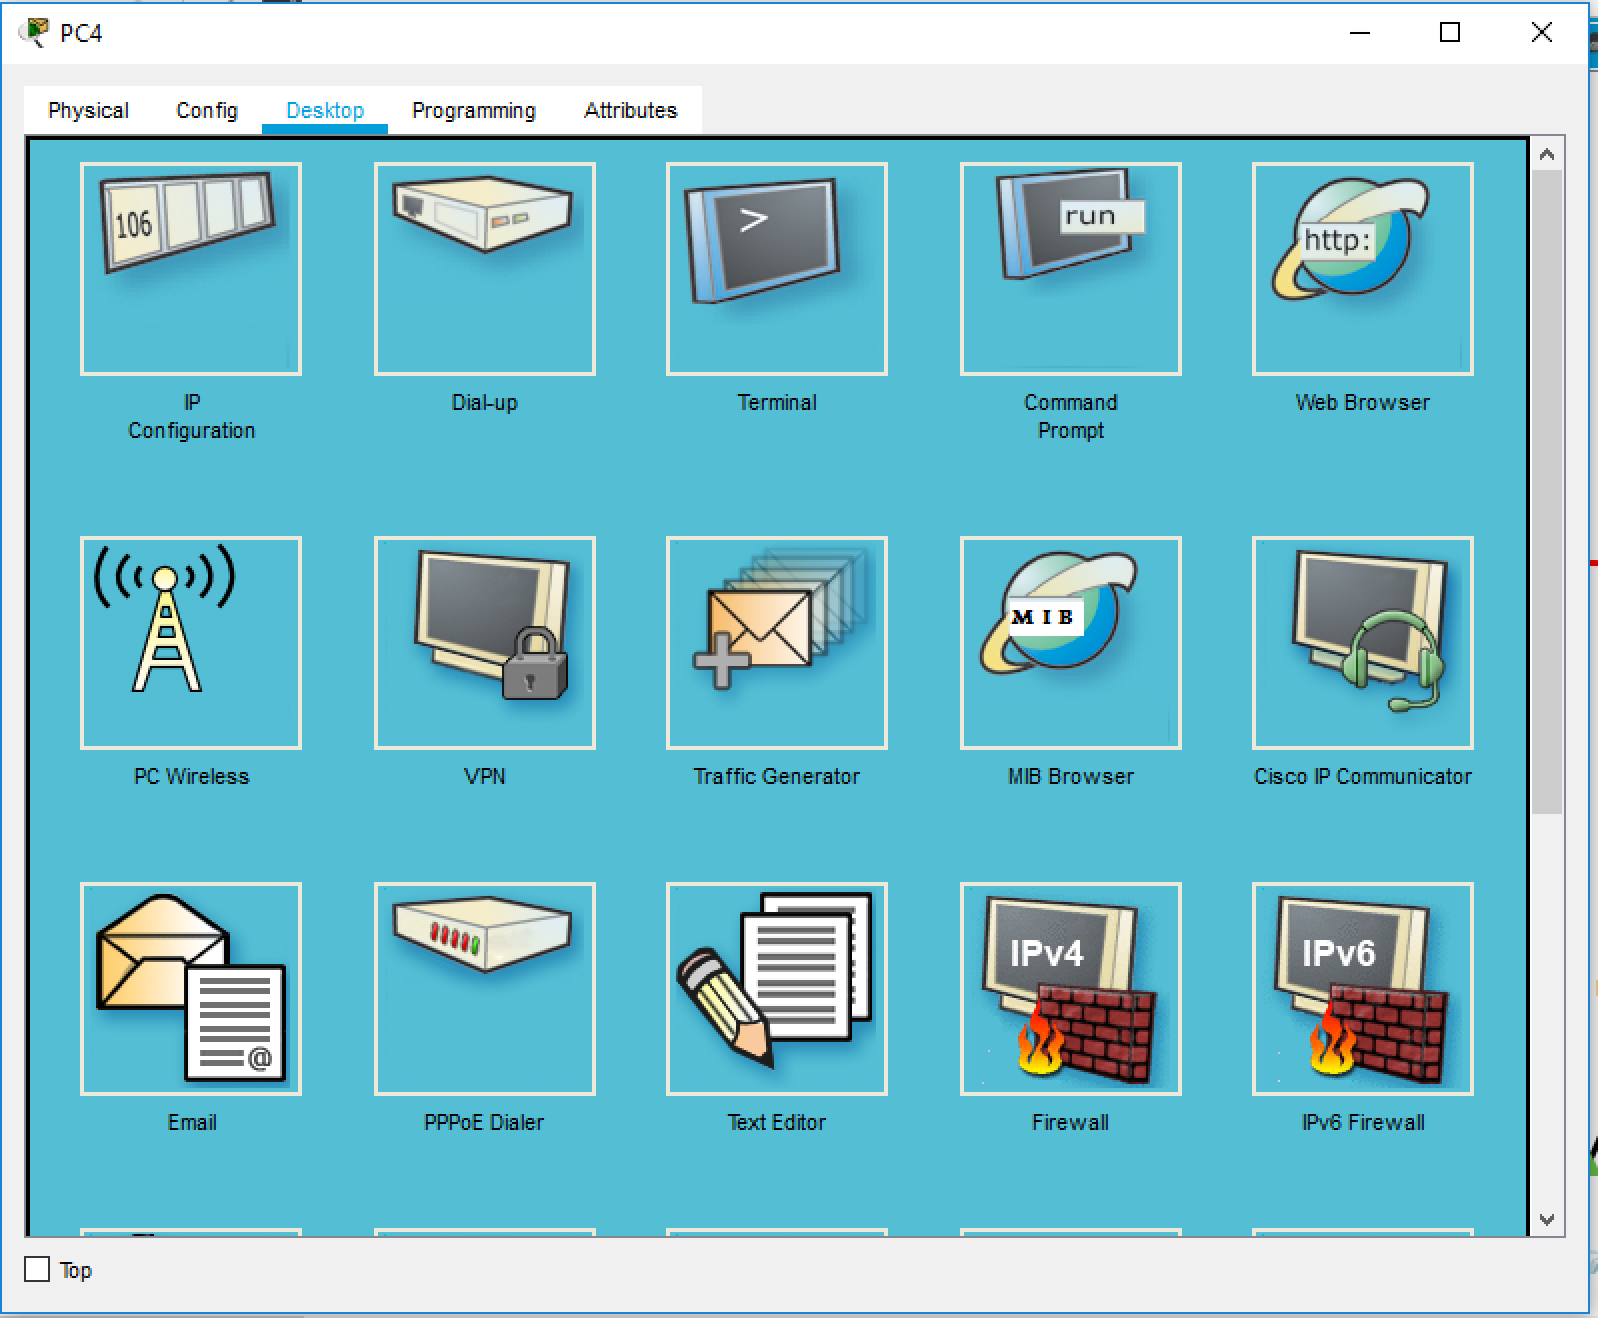 PC4
Physical Config Desktop Programming Attributes
106
>
run
http:
IP
Configuration
Dial-up
Terminal
Command
Prompt
Web Browser
MIB
PC Wireless
VPN
Traffic Generator
MIB Browser
Cisco IP Communicator
@
IPv4
IPv6
Email
PPPoE Dialer
Text Editor
Firewall
IPv6 Firewall
Top